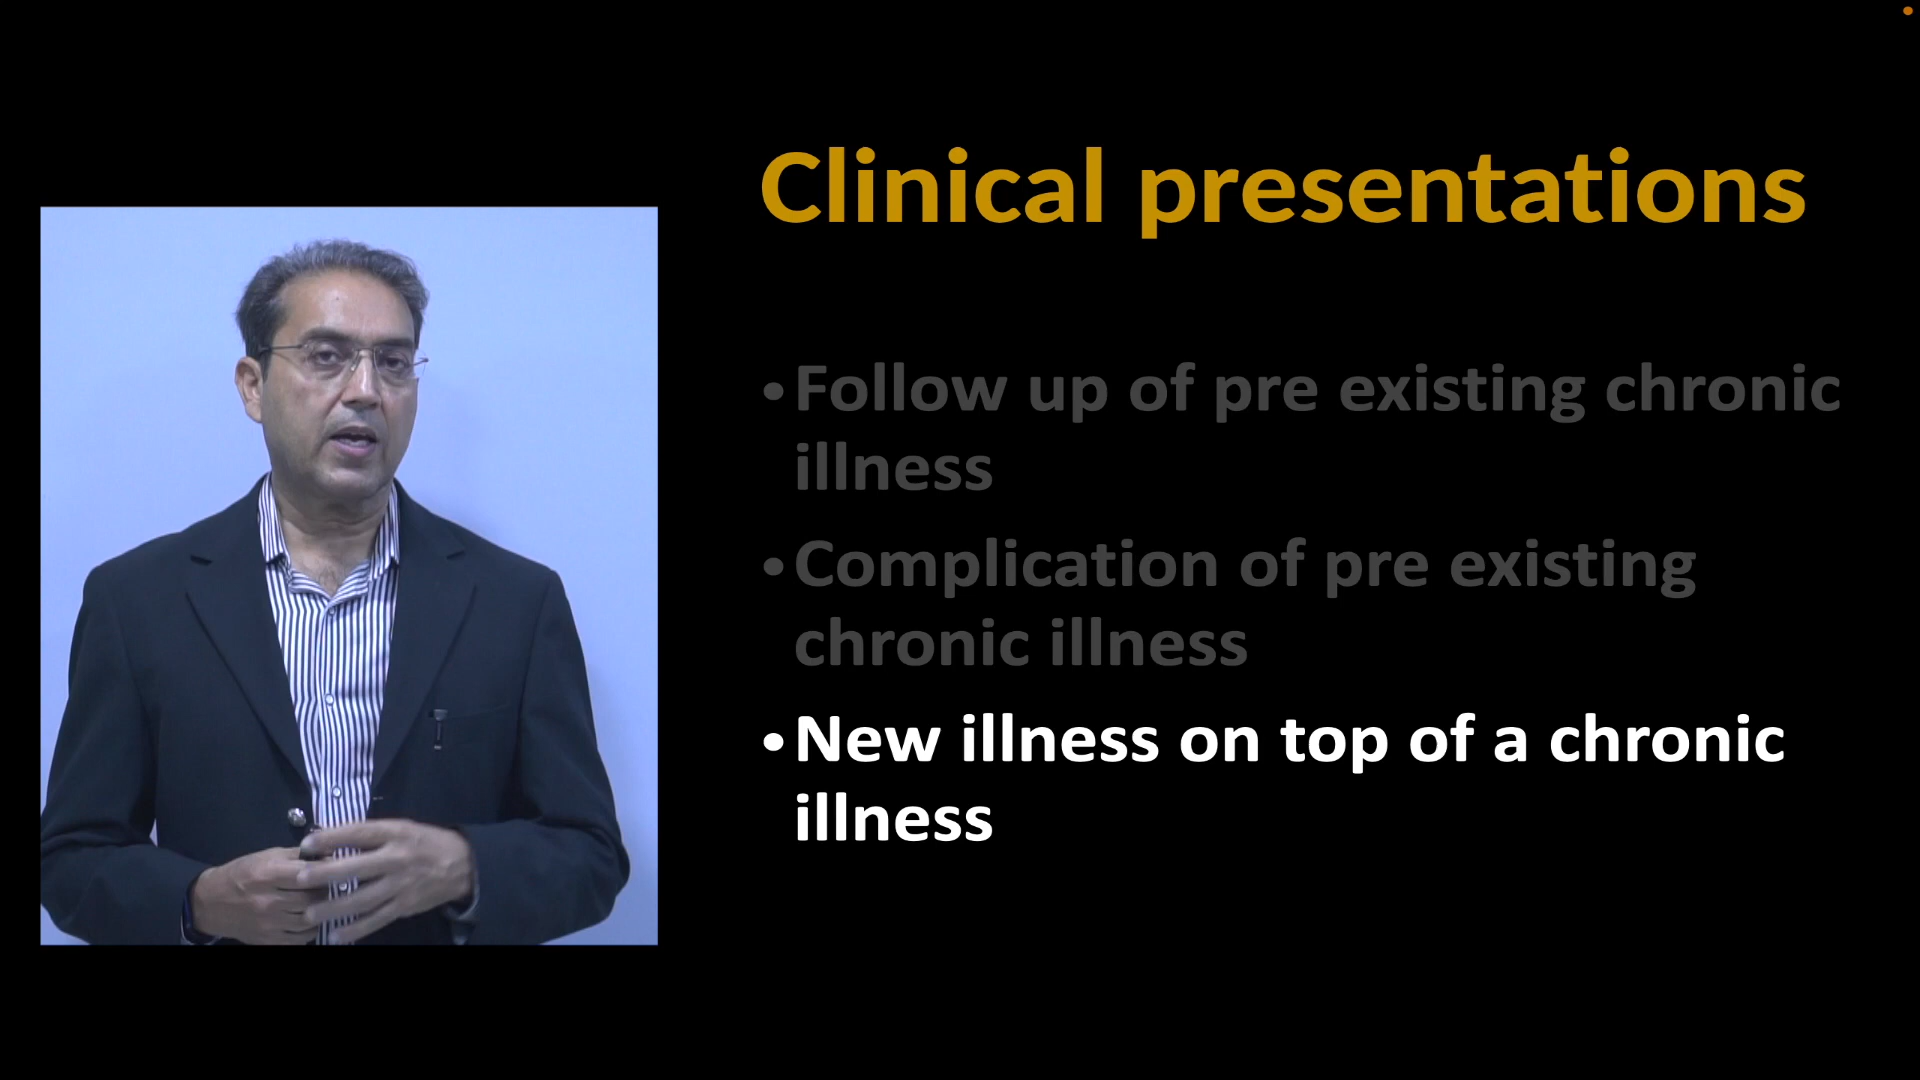 Clinical presentations
•Follow up of pre existing chronic
illness
•Complication of pre existing
chronic illness
•New illness on top of a chronic
illness